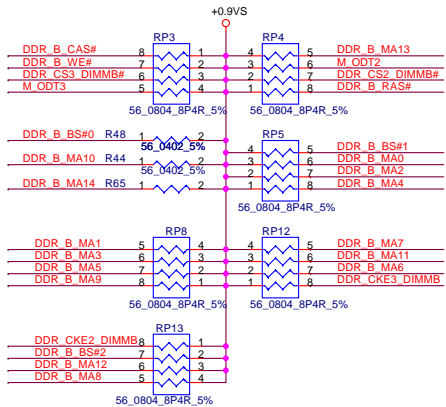 +0.9VS
RP3 RP4
DDR_B_CAS# 8 1 4 5 DDR_B_MA13
DDR_B_WE# 7 2 3 6 M_ODT2
DDR_CS3_DIMMB# 6 3 2 7 DDR_CS2_DIMMB#
M_ODT3 5 4 1 8 DDR_B_RAS#
56_0804_8P4R_5% 56_0804_8P4R_5%
DDR_B_BS#0 R48 1 2 RP5
56_0402_5% 4 5 DDR_B_BS#1
DDR_B_MA10 R44 1 2 3 6 DDR_B_MA0
56_0402_5% 2 7 DDR_B_MA2
DDR_B_MA14 R65 1 2 1 8 DDR_B_MA4
56_0402_5% 56_0804_8P4R_5%
RP8 RP12
DDR_B_MA1 5 4 4 5 DDR_B_MA7
DDR_B_MA3 6 3 3 6 DDR_B_MA11
DDR_B_MA5 7 2 2 7 DDR_B_MA6
DDR_B_MA9 8 1 1 8 DDR_CKE3_DIMMB
56_0804_8P4R_5% 56_0804_8P4R_5%
RP13
DDR_CKE2_DIMMB 8 1
DDR_B_BS#2 7 2
DDR_B_MA12 6 3
DDR_B_MA8 5 4
56_0804_8P4R_5%